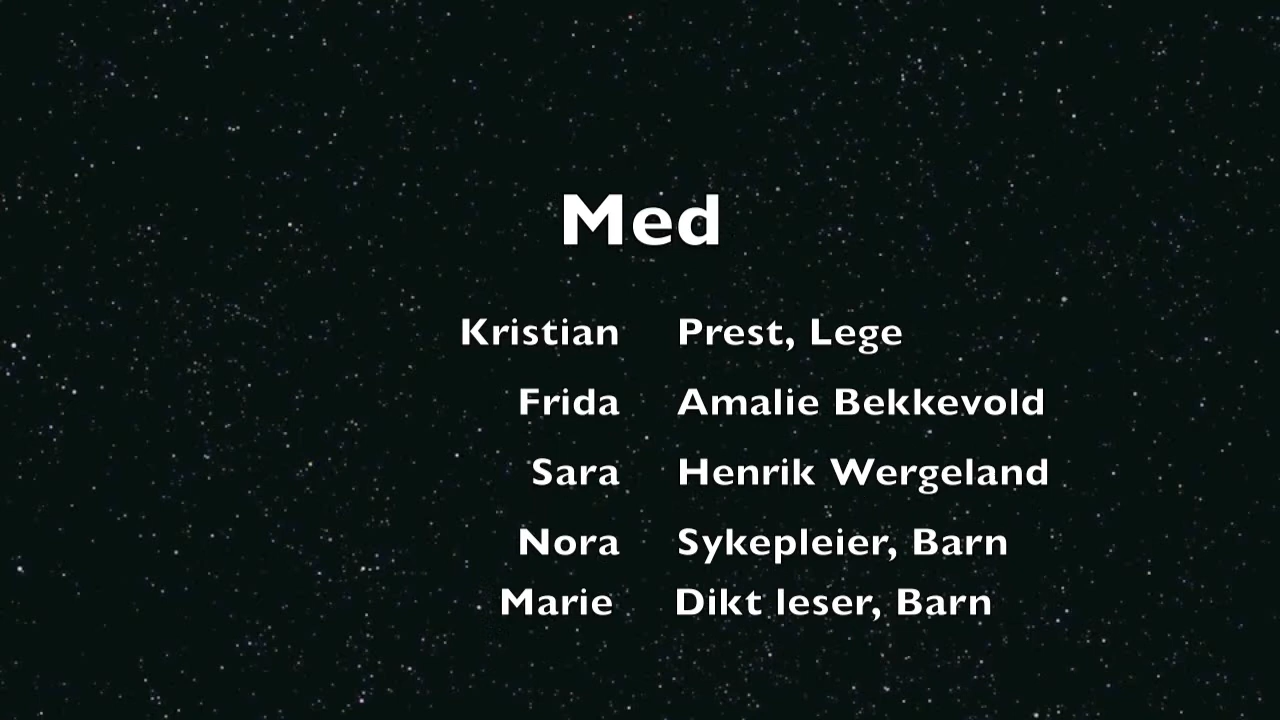 Med
Kristian Prest, Lege
Frida Amalie Bekkevold
Sara Henrik Wergeland
Nora Sykepleier, Barn
Marie Dikt leser, Barn